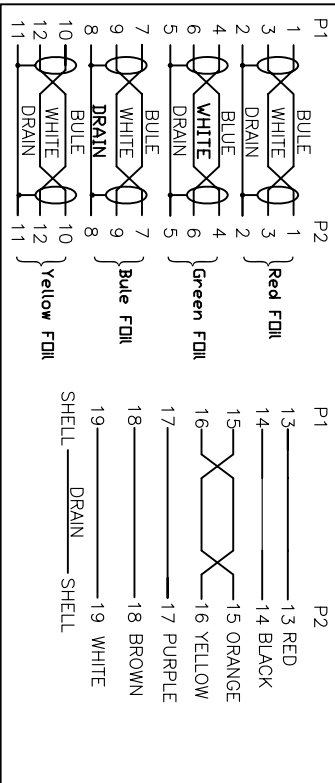 P1 P2
1 BULE 1
3 WHITE 3 Red FOil
2 DRAIN 2
4 BLUE 4
6 WHITE 6 Green FOil
5 DRAIN 5
7 BULE 7
9 WHITE 9 Bule FOil
8 DRAIN 8
10 BULE 10
12 WHITE 12 Yellow FOil
11 DRAIN 11
P1 P2
13 13 RED
14 14 BLACK
15 15 ORANGE
16 16 YELLOW
17 17 PURPLE
18 18 BROWN
19 19 WHITE
SHELL DRAIN SHELL